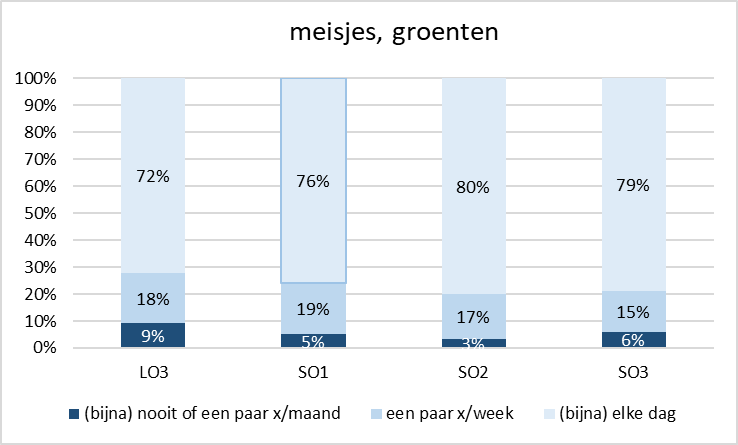 meisjes, groenten
100%
90%
80%
70%
60%
50%
40%
30%
20%
10%
0%
72% 76% 80% 79%
18% 19% 17% 15%
9% 5% 3% 6%
LO3 SO1 SO2 SO3
(bijna) nooit of een paar x/maand een paar x/week (bijna) elke dag